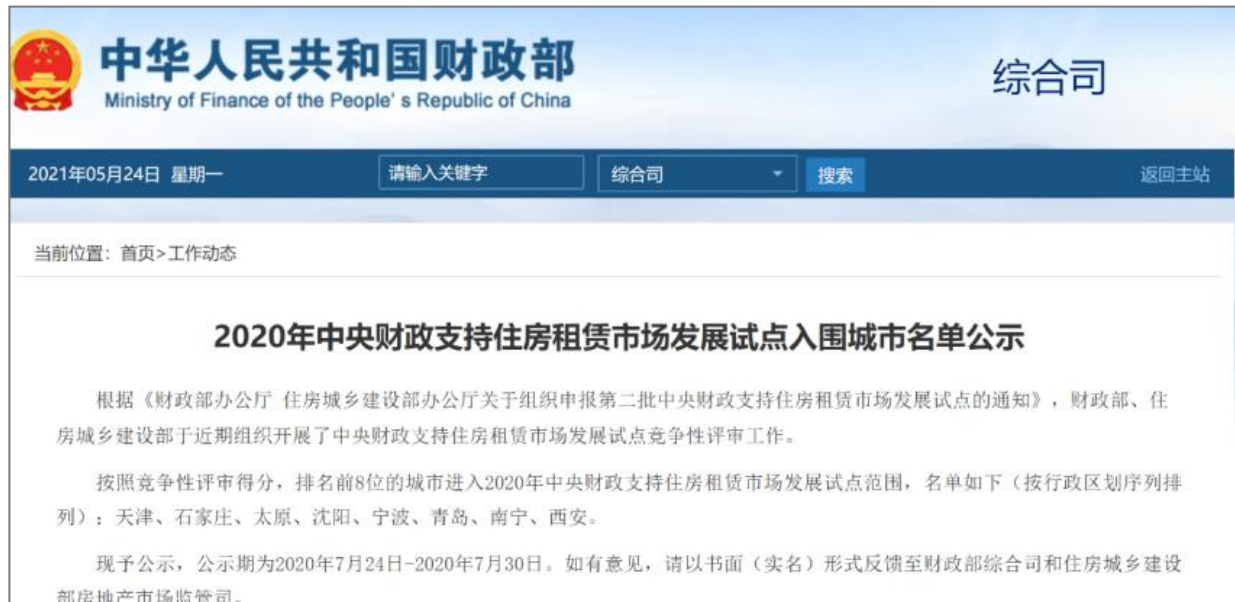 中华人民共和国财政部
Ministry of Finance of the People' s Republic of China
综合司
2021年05月24日 星期一
请输入关键字
综合司
搜索
返回主站
当前位置：首页>工作动态
2020年中央财政支持住房租赁市场发展试点入围城市名单公示
根据《财政部办公厅 住房城乡建设部办公厅关于组织申报第二批中央财政支持住房租赁市场发展试点的通知》，财政部、住
房城乡建设部于近期组织开展了中央财政支持住房租赁市场发展试点竞争性评审工作。
按照竞争性评审得分，排名前8位的城市进入2020年中央财政支持住房租赁市场发展试点范围，名单如下（按行政区划序列排
列）：天津、石家庄、太原、沈阳、宁波、青岛、南宁、西安。
现予公示，公示期为2020年7月24日-2020年7月30日。如有意见，请以书面（实名）形式反馈至财政部综合司和住房城乡建设
部房地产市场监管司。